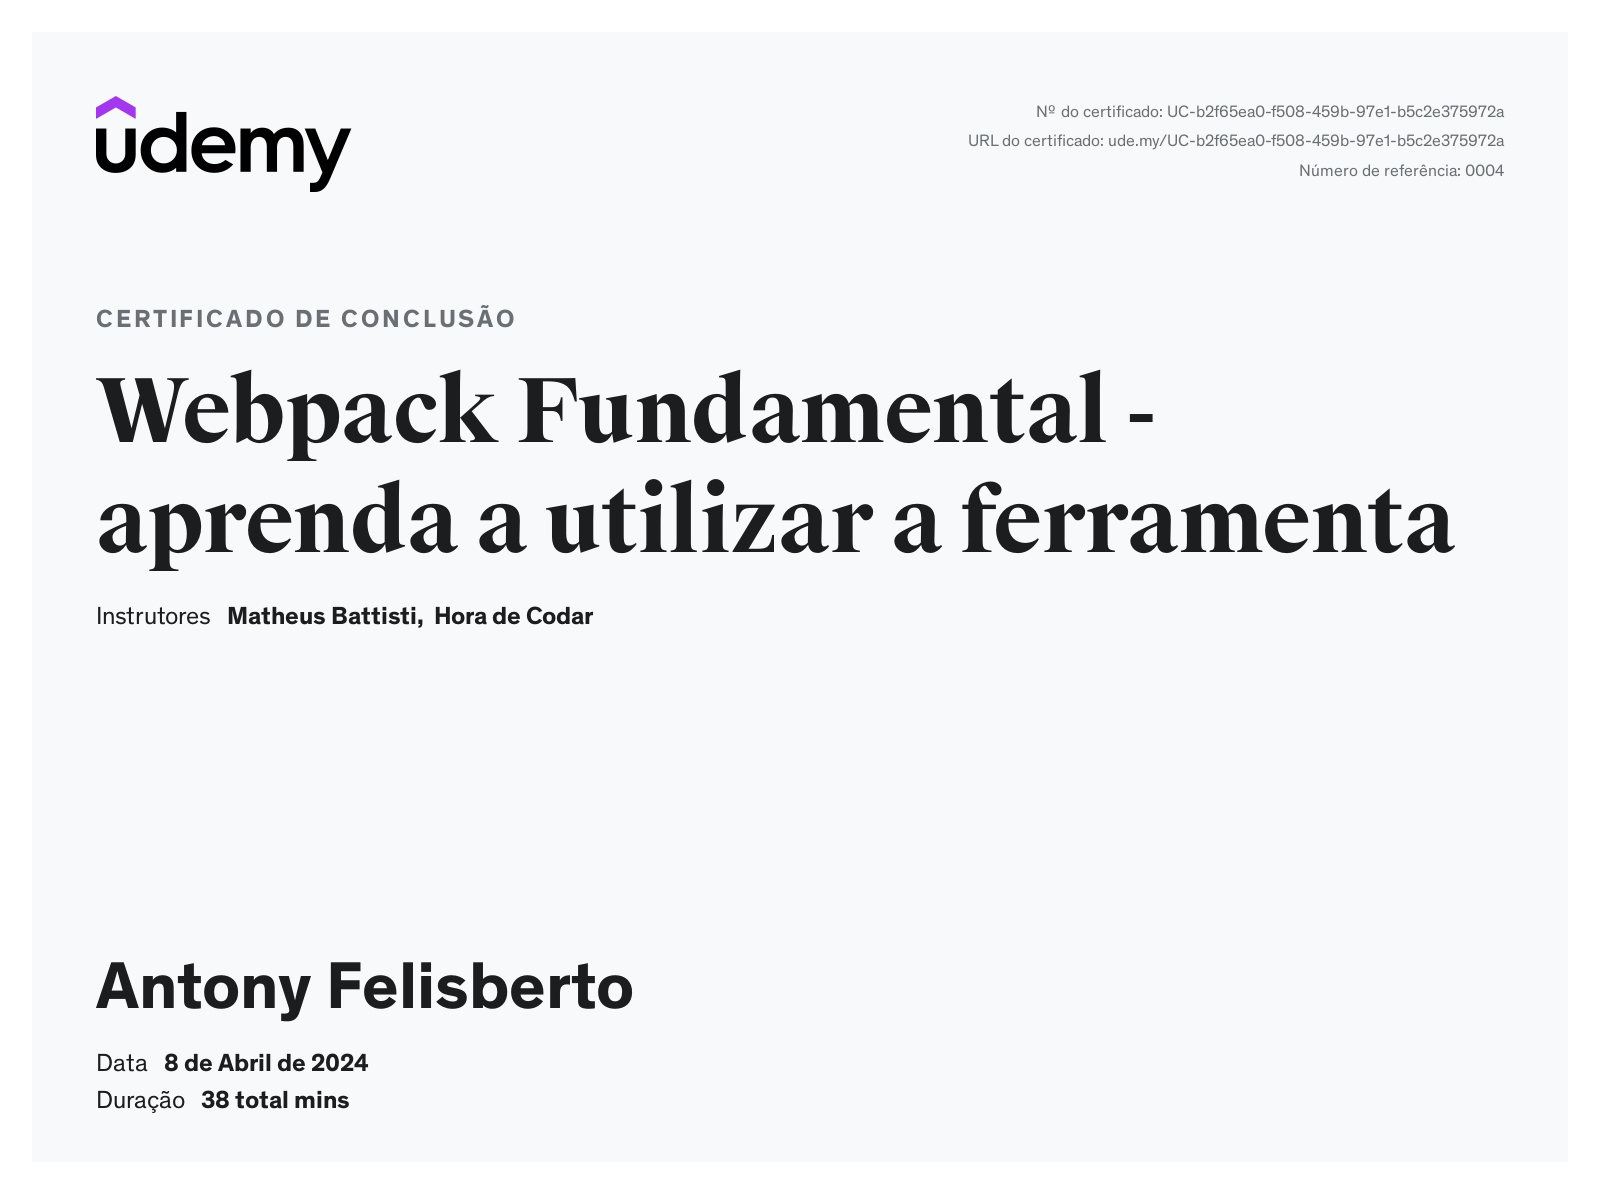 udemy
Nº do certificado: UC-b2f65ea0-f508-459b-97e1-b5c2e375972a
URL do certificado: ude.my/UC-b2f65ea0-f508-459b-97e1-b5c2e375972a
Número de referência: 0004
CERTIFICADO DE CONCLUSÃO
Webpack Fundamental -
aprenda a utilizar a ferramenta
Instrutores Matheus Battisti, Hora de Codar
Antony Felisberto
Data 8 de Abril de 2024
Duração 38 total mins